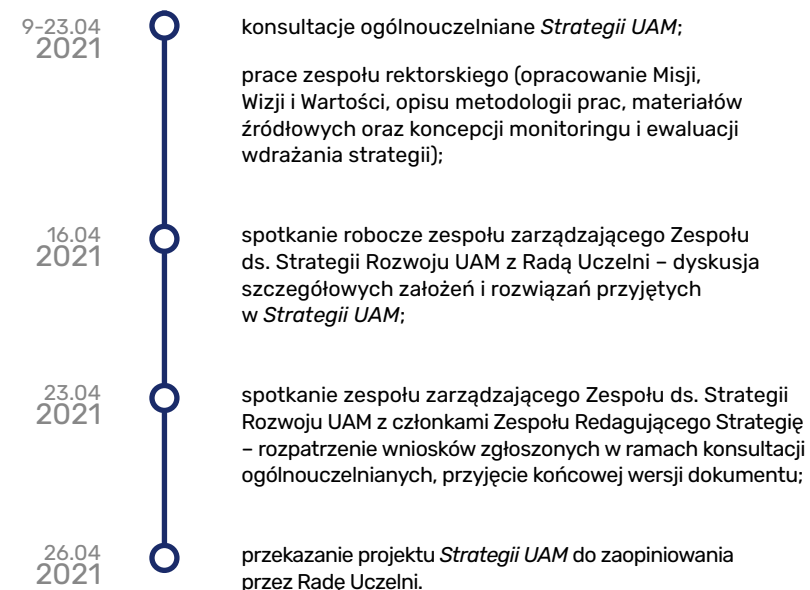 9-23.04
2021
konsultacje ogólnouczelniane Strategii UAM;
prace zespołu rektorskiego (opracowanie Misji,
Wizji i Wartości, opisu metodologii prac, materiałów
źródłowych oraz koncepcji monitoringu i ewaluacji
wdrażania strategii);
16.04
2021
spotkanie robocze zespołu zarządzającego Zespołu
ds. Strategii Rozwoju UAM z Radą Uczelni – dyskusja
szczegółowych założeń i rozwiązań przyjętych
w Strategii UAM;
23.04
2021
spotkanie zespołu zarządzającego Zespołu ds. Strategii
Rozwoju UAM z członkami Zespołu Redagującego Strategię
– rozpatrzenie wniosków zgłoszonych w ramach konsultacji
ogólnouczelnianych, przyjęcie końcowej wersji dokumentu;
26.04
2021
przekazanie projektu Strategii UAM do zaopiniowania
przez Radę Uczelni.